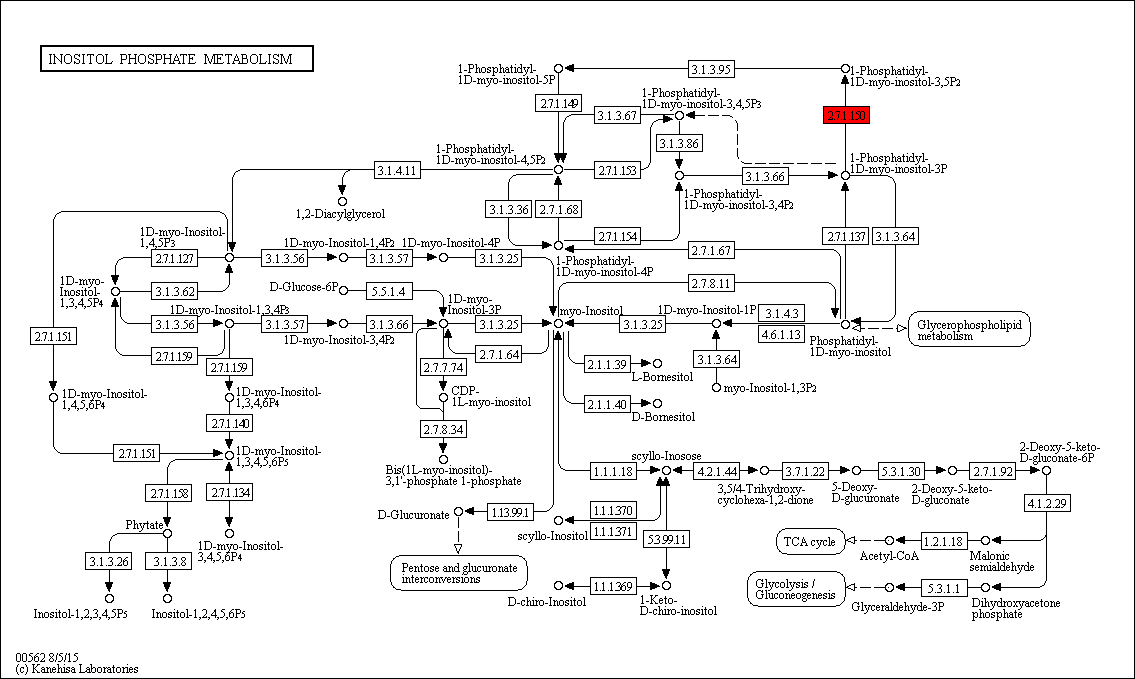 INOSITOL PHOSPHATE METABOLISM
1-Phosphatidyl-
1D-myo-inositol-5P
3.1.3.95
1-Phosphatidyl-
1D-myo-inositol-3,5P2
2.7.1.149
1-Phosphatidyl-
1D-myo-inositol-3,4,5P3
3.1.3.67
2.7.1.150
3.1.3.86
1-Phosphatidyl-
1D-myo-inositol-4,5P2
3.1.4.11
2.7.1.153
3.1.3.66
1-Phosphatidyl-
1D-myo-inositol-3P
1,2-Diacylglycerol
3.1.3.36
2.7.1.68
1-Phosphatidyl-
1D-myo-inositol-3,4P2
1D-myo-Inositol-
1,4,5P3
1D-myo-Inositol-1,4P2
1D-myo-Inositol-4P
2.7.1.154
2.7.1.137
3.1.3.64
2.7.1.127
3.1.3.56
3.1.3.57
3.1.3.25
2.7.1.67
1-Phosphatidyl-
1D-myo-inositol-4P
1D-myo-
Inositol-
1,3,4,5P4
3.1.3.62
D-Glucose-6P
5.5.1.4
2.7.8.11
1D-myo-Inositol-1,3,4P3
1D-myo-
Inositol-3P
myo-Inositol
1D-myo-Inositol-1P
3.1.4.3
2.7.1.151
3.1.3.56
3.1.3.57
3.1.3.66
3.1.3.25
3.1.3.25
4.6.1.13
Glycerophospholipid
metabolism
1D-myo-Inositol-
3,4P2
Phosphatidyl-
1D-myo-inositol
2.7.1.159
2.7.1.159
2.7.1.64
2.7.7.74
2.1.1.39
3.1.3.64
L-Bornesitol
myo-Inositol-1,3P2
1D-myo-Inositol-
1,4,5,6P4
1D-myo-Inositol-
1,3,4,6P4
CDP-
1L-myo-inositol
2.1.1.40
D-Bornesitol
2.7.1.140
2.7.8.34
2.7.1.151
1D-myo-Inositol-
1,3,4,5,6P5
Bis(1L-myo-inositol)-
3,1'-phosphate 1-phosphate
scyllo-Inosose
1.1.1.18
4.2.1.44
3.7.1.22
5.3.1.30
2.7.1.92
2-Deoxy-5-keto-
D-gluconate-6P
3,5/4-Trihydroxy-
cyclohexa-1,2-dione
5-Deoxy-
D-glucuronate
2-Deoxy-5-keto-
D-gluconate
2.7.1.158
2.7.1.134
4.1.2.29
D-Glucuronate
1.13.99.1
1.1.1.370
scyllo-Inositol
1.1.1.371
Phytate
1D-myo-Inositol-
3,4,5,6P4
5.3.99.11
TCA cycle
Acetyl-CoA
1.2.1.18
Malonic
semialdehyde
3.1.3.26
3.1.3.8
Pentose and glucuronate
interconversions
Inositol-1,2,3,4,5P5
Inositol-1,2,4,5,6P5
D-chiro-Inositol
1.1.1.369
1-Keto-
D-chiro-inositol
Glycolysis /
Gluconeogenesis
Glyceraldehyde-3P
5.3.1.1
Dihydroxyacetone
phosphate
00562 8/5/15
(c) Kanehisa Laboratories